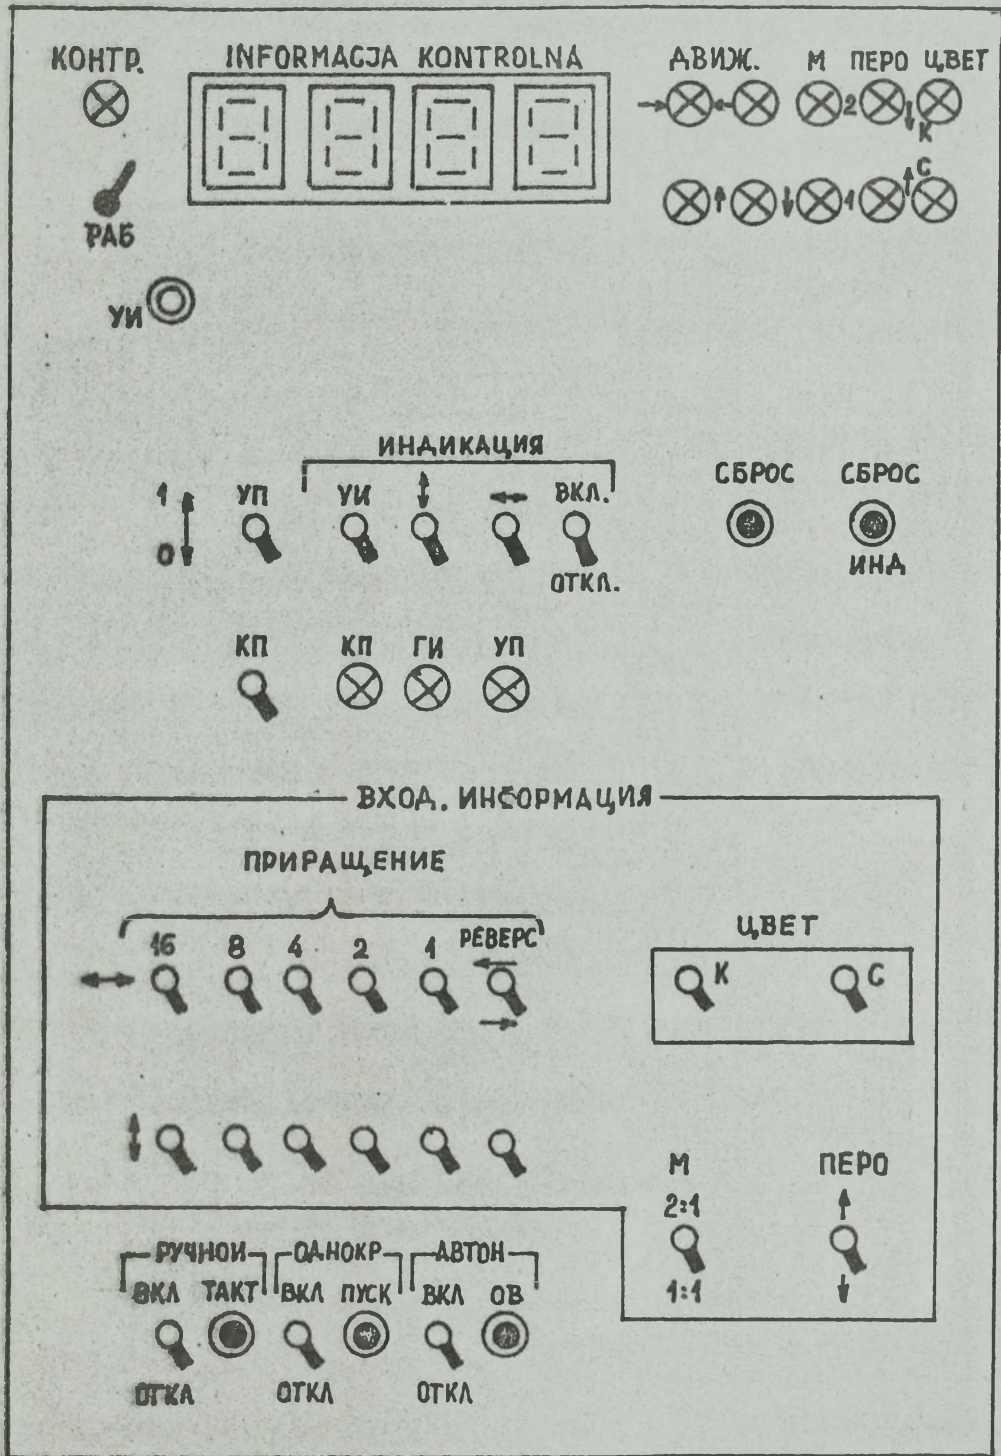 КОНТР. INFORMACJA KONTROLNA ДВИЖ. М ПЕРО ЦВЕТ
2
К
С
1
РАБ
УИ
ИНДИКАЦИЯ
1 УП УИ ВКЛ. СБРОС СБРОС
0 ОТКЛ. ИНД
КП КП ГИ УП
ВХОД. ИНФОРМАЦИЯ
ПРИРАЩЕНИЕ
ЦВЕТ
16 8 4 2 1 РЕВЕРС
К С
М ПЕРО
2:1
1:1
РУЧНОИ ОДНОКР АВТОН
ВКЛ ТАКТ ВКЛ ПУСК ВКЛ ОВ
ОТКЛ ОТКЛ ОТКЛ